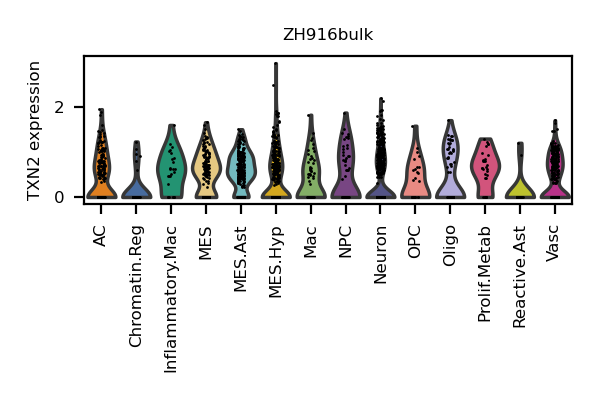 ZH916bulk
TXN2 expression
2
0
AC
Chromatin.Reg
Inflammatory.Mac
MES
MES.Ast
MES.Hyp
Mac
NPC
Neuron
OPC
Oligo
Prolif.Metab
Reactive.Ast
Vasc